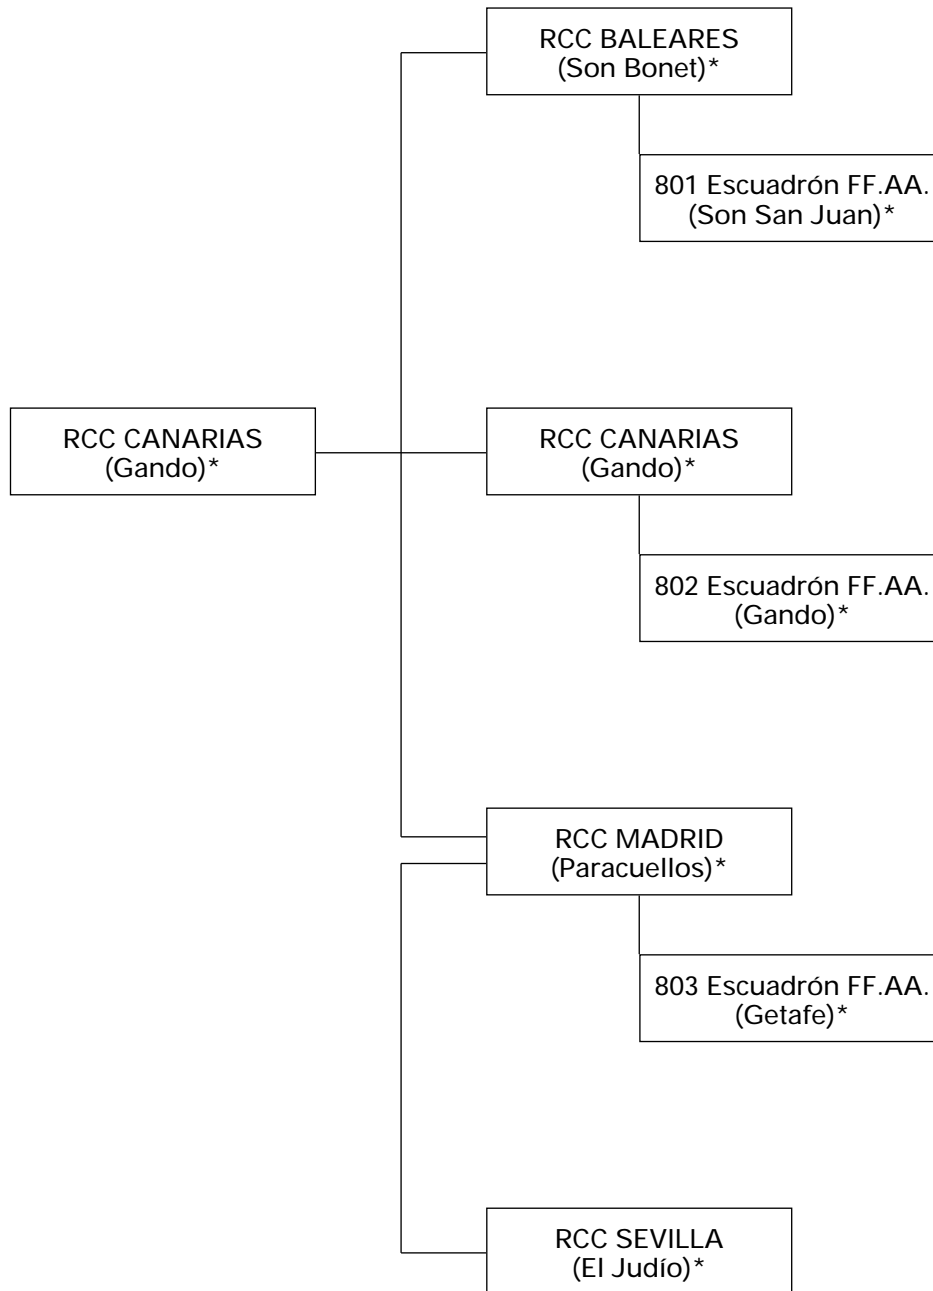 RCC BALEARES
(Son Bonet)*
801 Escuadrón FF.AA.
(Son San Juan)*
RCC CANARIAS
(Gando)*
RCC CANARIAS
(Gando)*
802 Escuadrón FF.AA.
(Gando)*
RCC MADRID
(Paracuellos)*
803 Escuadrón FF.AA.
(Getafe)*
RCC SEVILLA
(El Judío)*